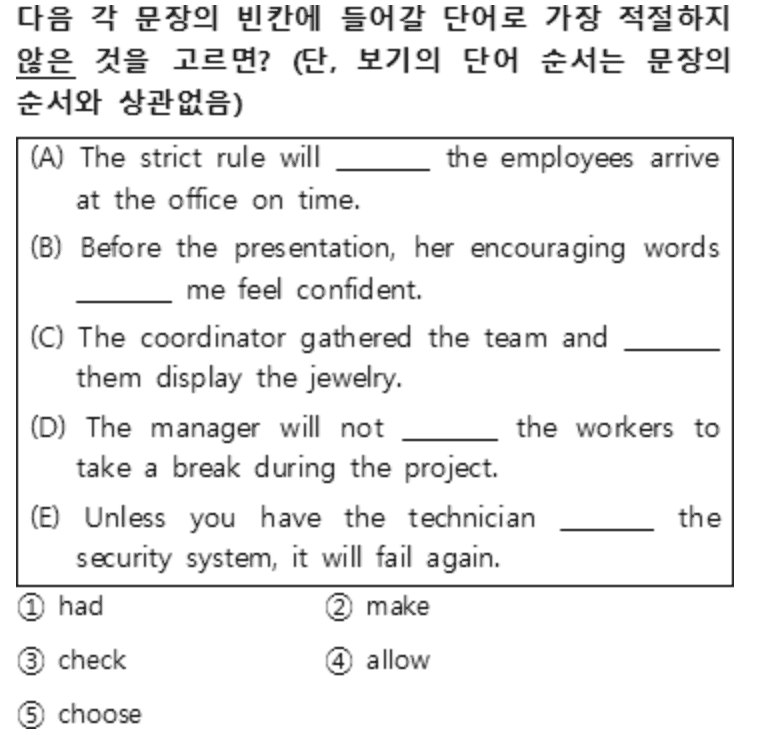 다음 각 문장의 빈칸에 들어갈 단어로 가장 적절하지
않은 것을 고르면? (단, 보기의 단어 순서는 문장의
순서와 상관없음)
(A) The strict rule will ______ the employees arrive
at the office on time.
(B) Before the presentation, her encouraging words
______ me feel confident.
(C) The coordinator gathered the team and ______
them display the jewelry.
(D) The manager will not ______ the workers to
take a break during the project.
(E) Unless you have the technician ______ the
security system, it will fail again.
① had ② make
③ check ④ allow
⑤ choose